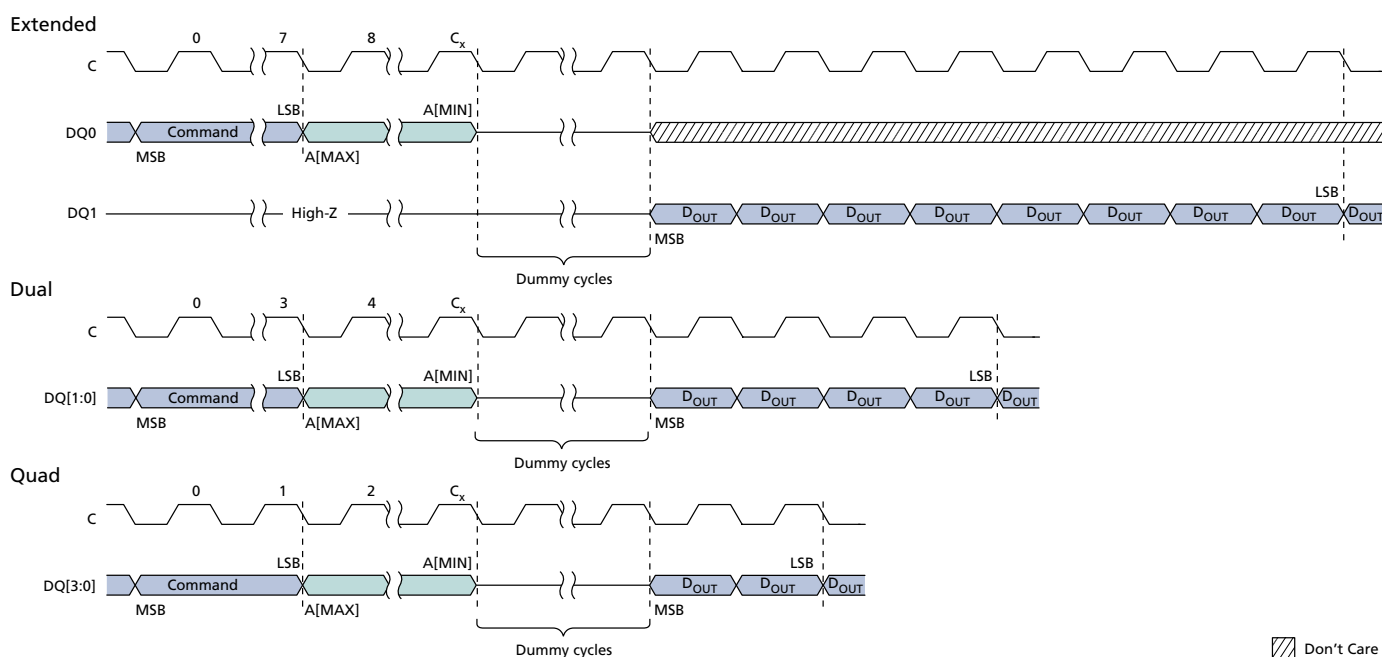 Extended
0 7 8 Cx
C
LSB A[MIN]
DQ0 Command
MSB A[MAX]
LSB
DQ1 High-Z DOUT DOUT DOUT DOUT DOUT DOUT DOUT DOUT DOUT
MSB
Dummy cycles
Dual
0 3 4 Cx
C
LSB A[MIN] LSB
DQ[1:0] Command DOUT DOUT DOUT DOUT DOUT
MSB A[MAX] MSB
Dummy cycles
Quad
0 1 2 Cx
C
LSB A[MIN] LSB
DQ[3:0] Command DOUT DOUT DOUT
MSB A[MAX] MSB
Dummy cycles
Don't Care